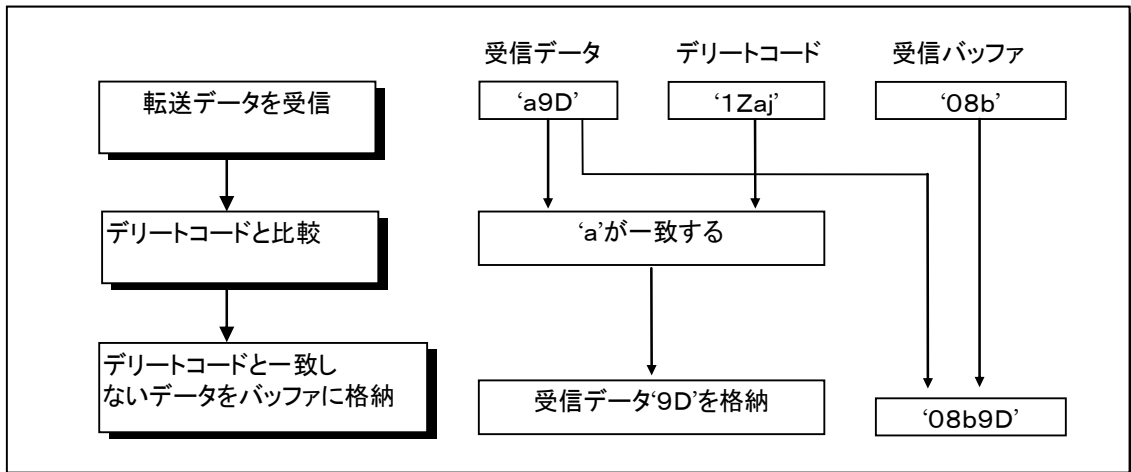 受信データ
デリートコード
受信バッファ
転送データを受信
‘a9D’
‘1Zaj’
‘08b’
デリートコードと比較
‘a’が一致する
デリートコードと一致し
ないデータをバッファに格納
受信データ‘9D’を格納
‘08b9D’